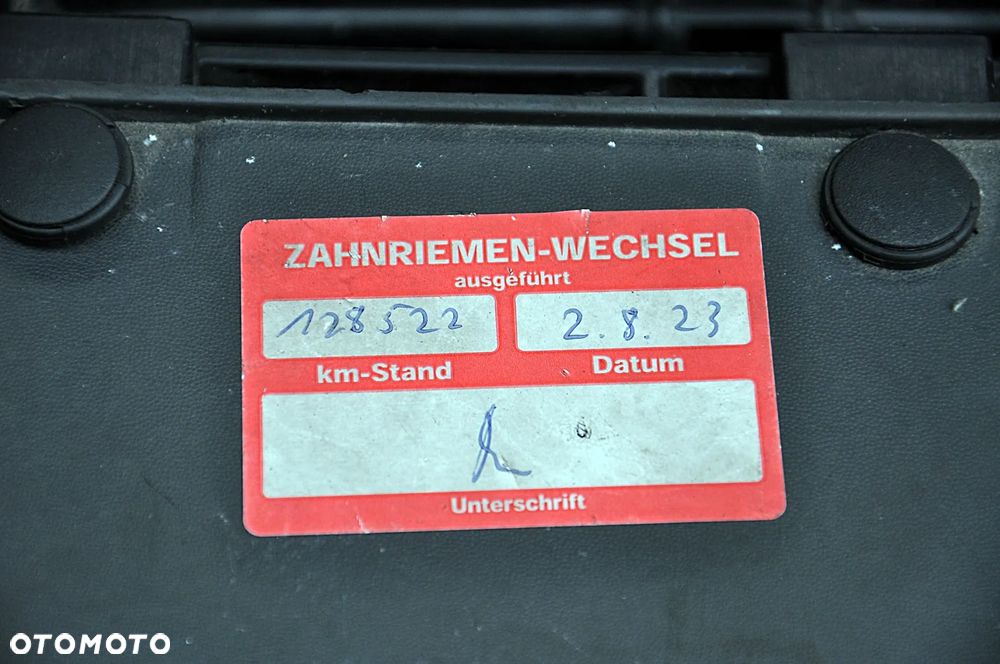 ZAHNRIEMEN-WECHSEL
ausgeführt
128522 2.8.23
km-Stand Datum
Unterschrift
OTOMOTO